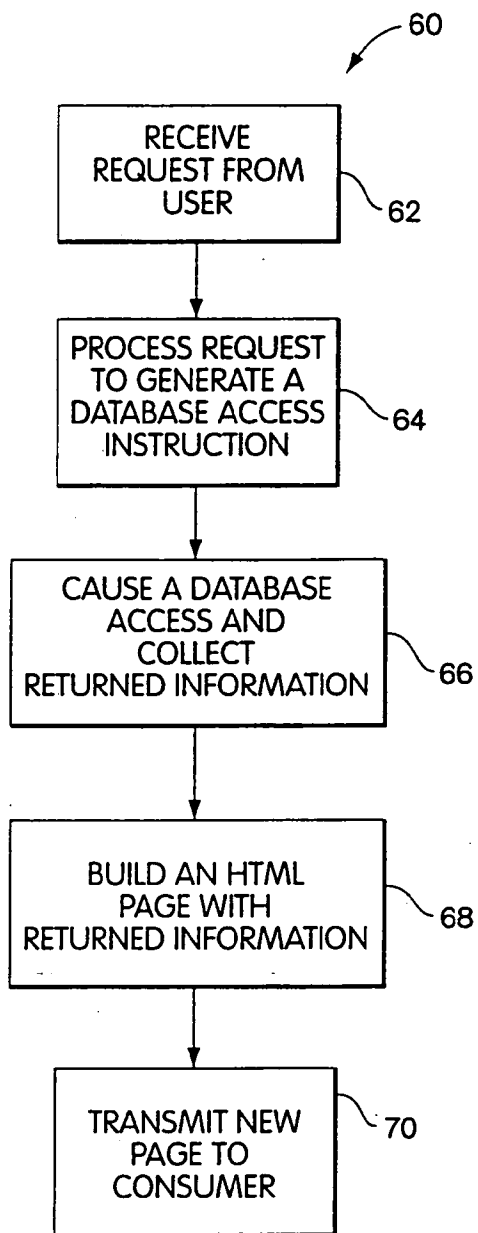 60
RECEIVE
REQUEST FROM
USER
62
PROCESS REQUEST
TO GENERATE A
DATABASE ACCESS
INSTRUCTION
64
CAUSE A DATABASE
ACCESS AND
COLLECT
RETURNED INFORMATION
66
BUILD AN HTML
PAGE WITH
RETURNED INFORMATION
68
TRANSMIT NEW
PAGE TO
CONSUMER
70